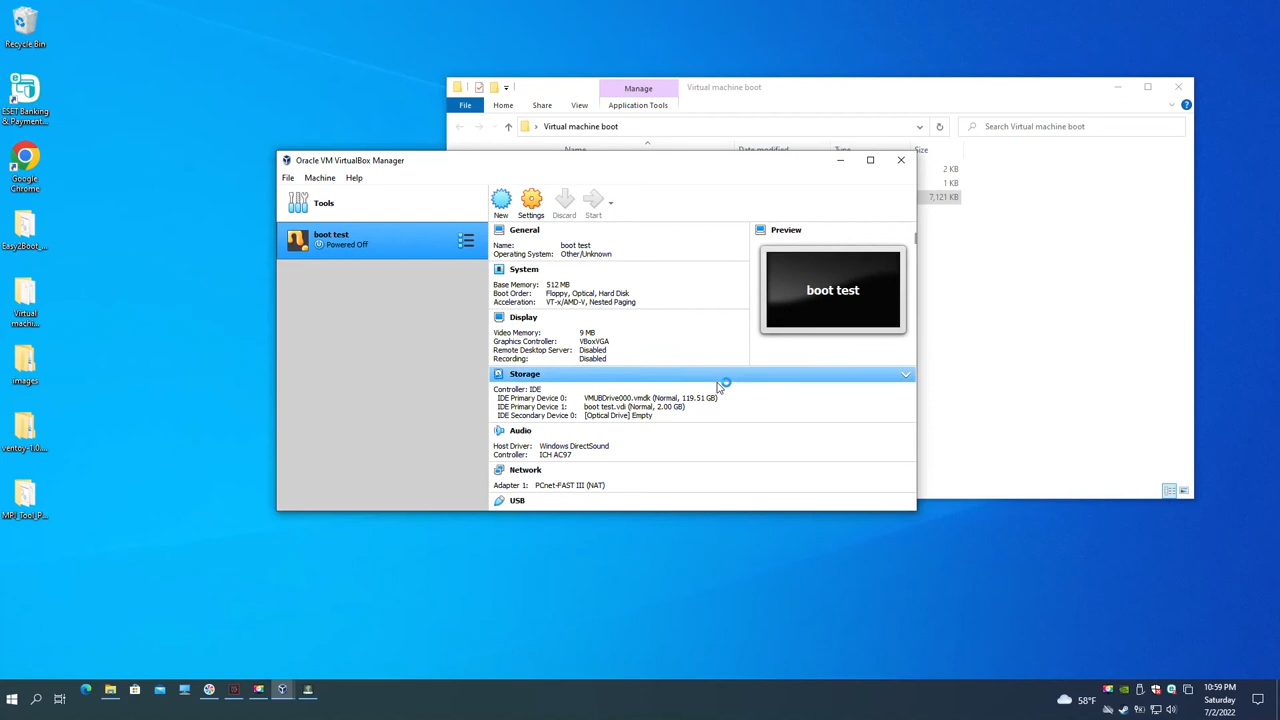 Recycle Bin
ESET Banking
& Payment...
Google
Chrome
Easy2Boot_...
Virtual
machi...
images
ventoy-1.0....
MPI_Tool_P...
Manage
Virtual machine boot
File
Home
Share
View
Application Tools
Virtual machine boot
Search Virtual machine boot
Name
Date modified
Type
Size
2 KB
1 KB
7,121 KB
Oracle VM VirtualBox Manager
File
Machine
Help
Tools
boot test
Powered Off
New
Settings
Discard
Start
General
Name: boot test
Operating System: Other/Unknown
System
Base Memory: 512 MB
Boot Order: Floppy, Optical, Hard Disk
Acceleration: VT-x/AMD-V, Nested Paging
Display
Video Memory: 9 MB
Graphics Controller: VBoxVGA
Remote Desktop Server: Disabled
Recording: Disabled
Preview
boot test
Storage
Controller: IDE
IDE Primary Device 0: VMUBDrive000.vmdk (Normal, 119.51 GB)
IDE Primary Device 1: boot test.vdi (Normal, 2.00 GB)
IDE Secondary Device 0: [Optical Drive] Empty
Audio
Host Driver: Windows DirectSound
Controller: ICH AC97
Network
Adapter 1: PCnet-FAST III (NAT)
USB
58°F
10:59 PM
Saturday
7/2/2022